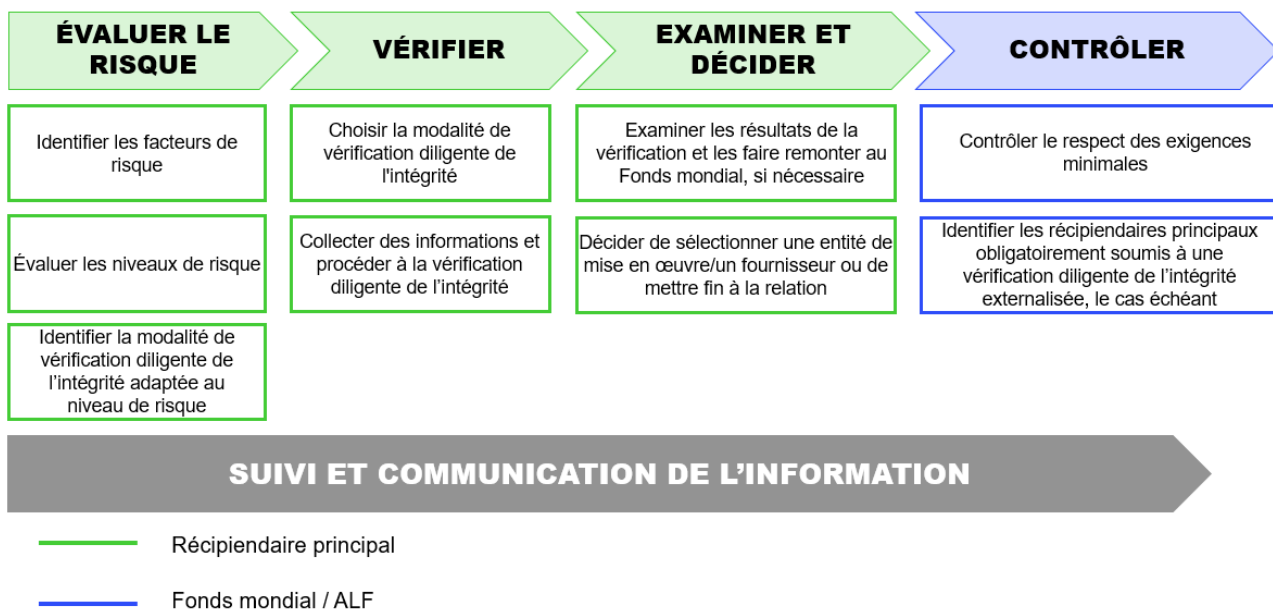 ÉVALUER LE
RISQUE
VÉRIFIER
EXAMINER ET
DÉCIDER
CONTRÔLER
Identifier les facteurs de
risque
Choisir la modalité de
vérification diligente de
l'intégrité
Examiner les résultats de la
vérification et les faire remonter au
Fonds mondial, si nécessaire
Contrôler le respect des exigences
minimales
Évaluer les niveaux de risque
Collecter des informations et
procéder à la vérification
diligente de l’intégrité
Décider de sélectionner une entité de
mise en œuvre/un fournisseur ou de
mettre fin à la relation
Identifier les récipiendaires principaux
obligatoirement soumis à une
vérification diligente de l’intégrité
externalisée, le cas échéant
Identifier la modalité de
vérification diligente de
l’intégrité adaptée au
niveau de risque
SUIVI ET COMMUNICATION DE L’INFORMATION
Récipiendaire principal
Fonds mondial / ALF